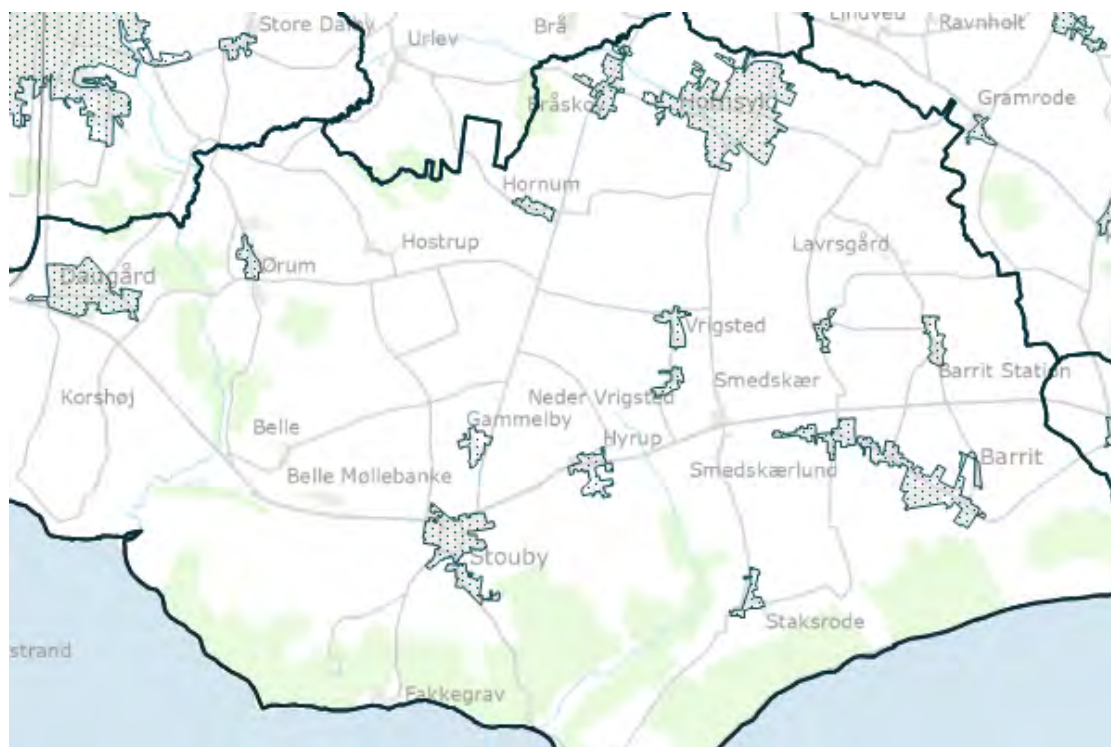 Store Dalby
Urlev
Brå
Lindved
Ravnholt
Bråskov
Hornsyld
Gramrode
Hornum
Hostrup
Lavrsgård
Daugård
Ørum
Vrigsted
Smedskær
Barrit Station
Korshøj
Neder Vrigsted
Gammelby
Belle
Hyrup
Belle Møllebanke
Smedskærlund
Barrit
Stouby
Staksrode
strand
Fakkegrav